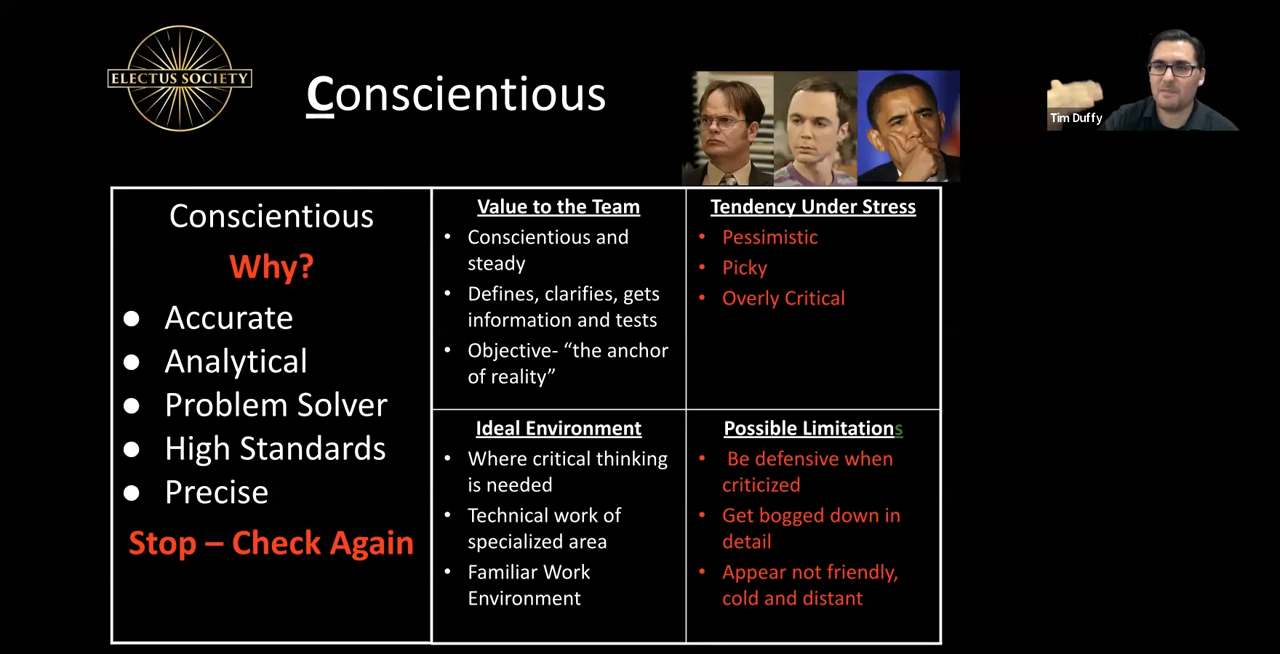 ELECTUS SOCIETY
Conscientious
Tim Duffy
Conscientious
Why?
● Accurate
● Analytical
● Problem Solver
● High Standards
● Precise
Stop – Check Again
Value to the Team
• Conscientious and
steady
• Defines, clarifies, gets
information and tests
• Objective- “the anchor
of reality”
Tendency Under Stress
• Pessimistic
• Picky
• Overly Critical
Ideal Environment
• Where critical thinking
is needed
• Technical work of
specialized area
• Familiar Work
Environment
Possible Limitations
• Be defensive when
criticized
• Get bogged down in
detail
• Appear not friendly,
cold and distant